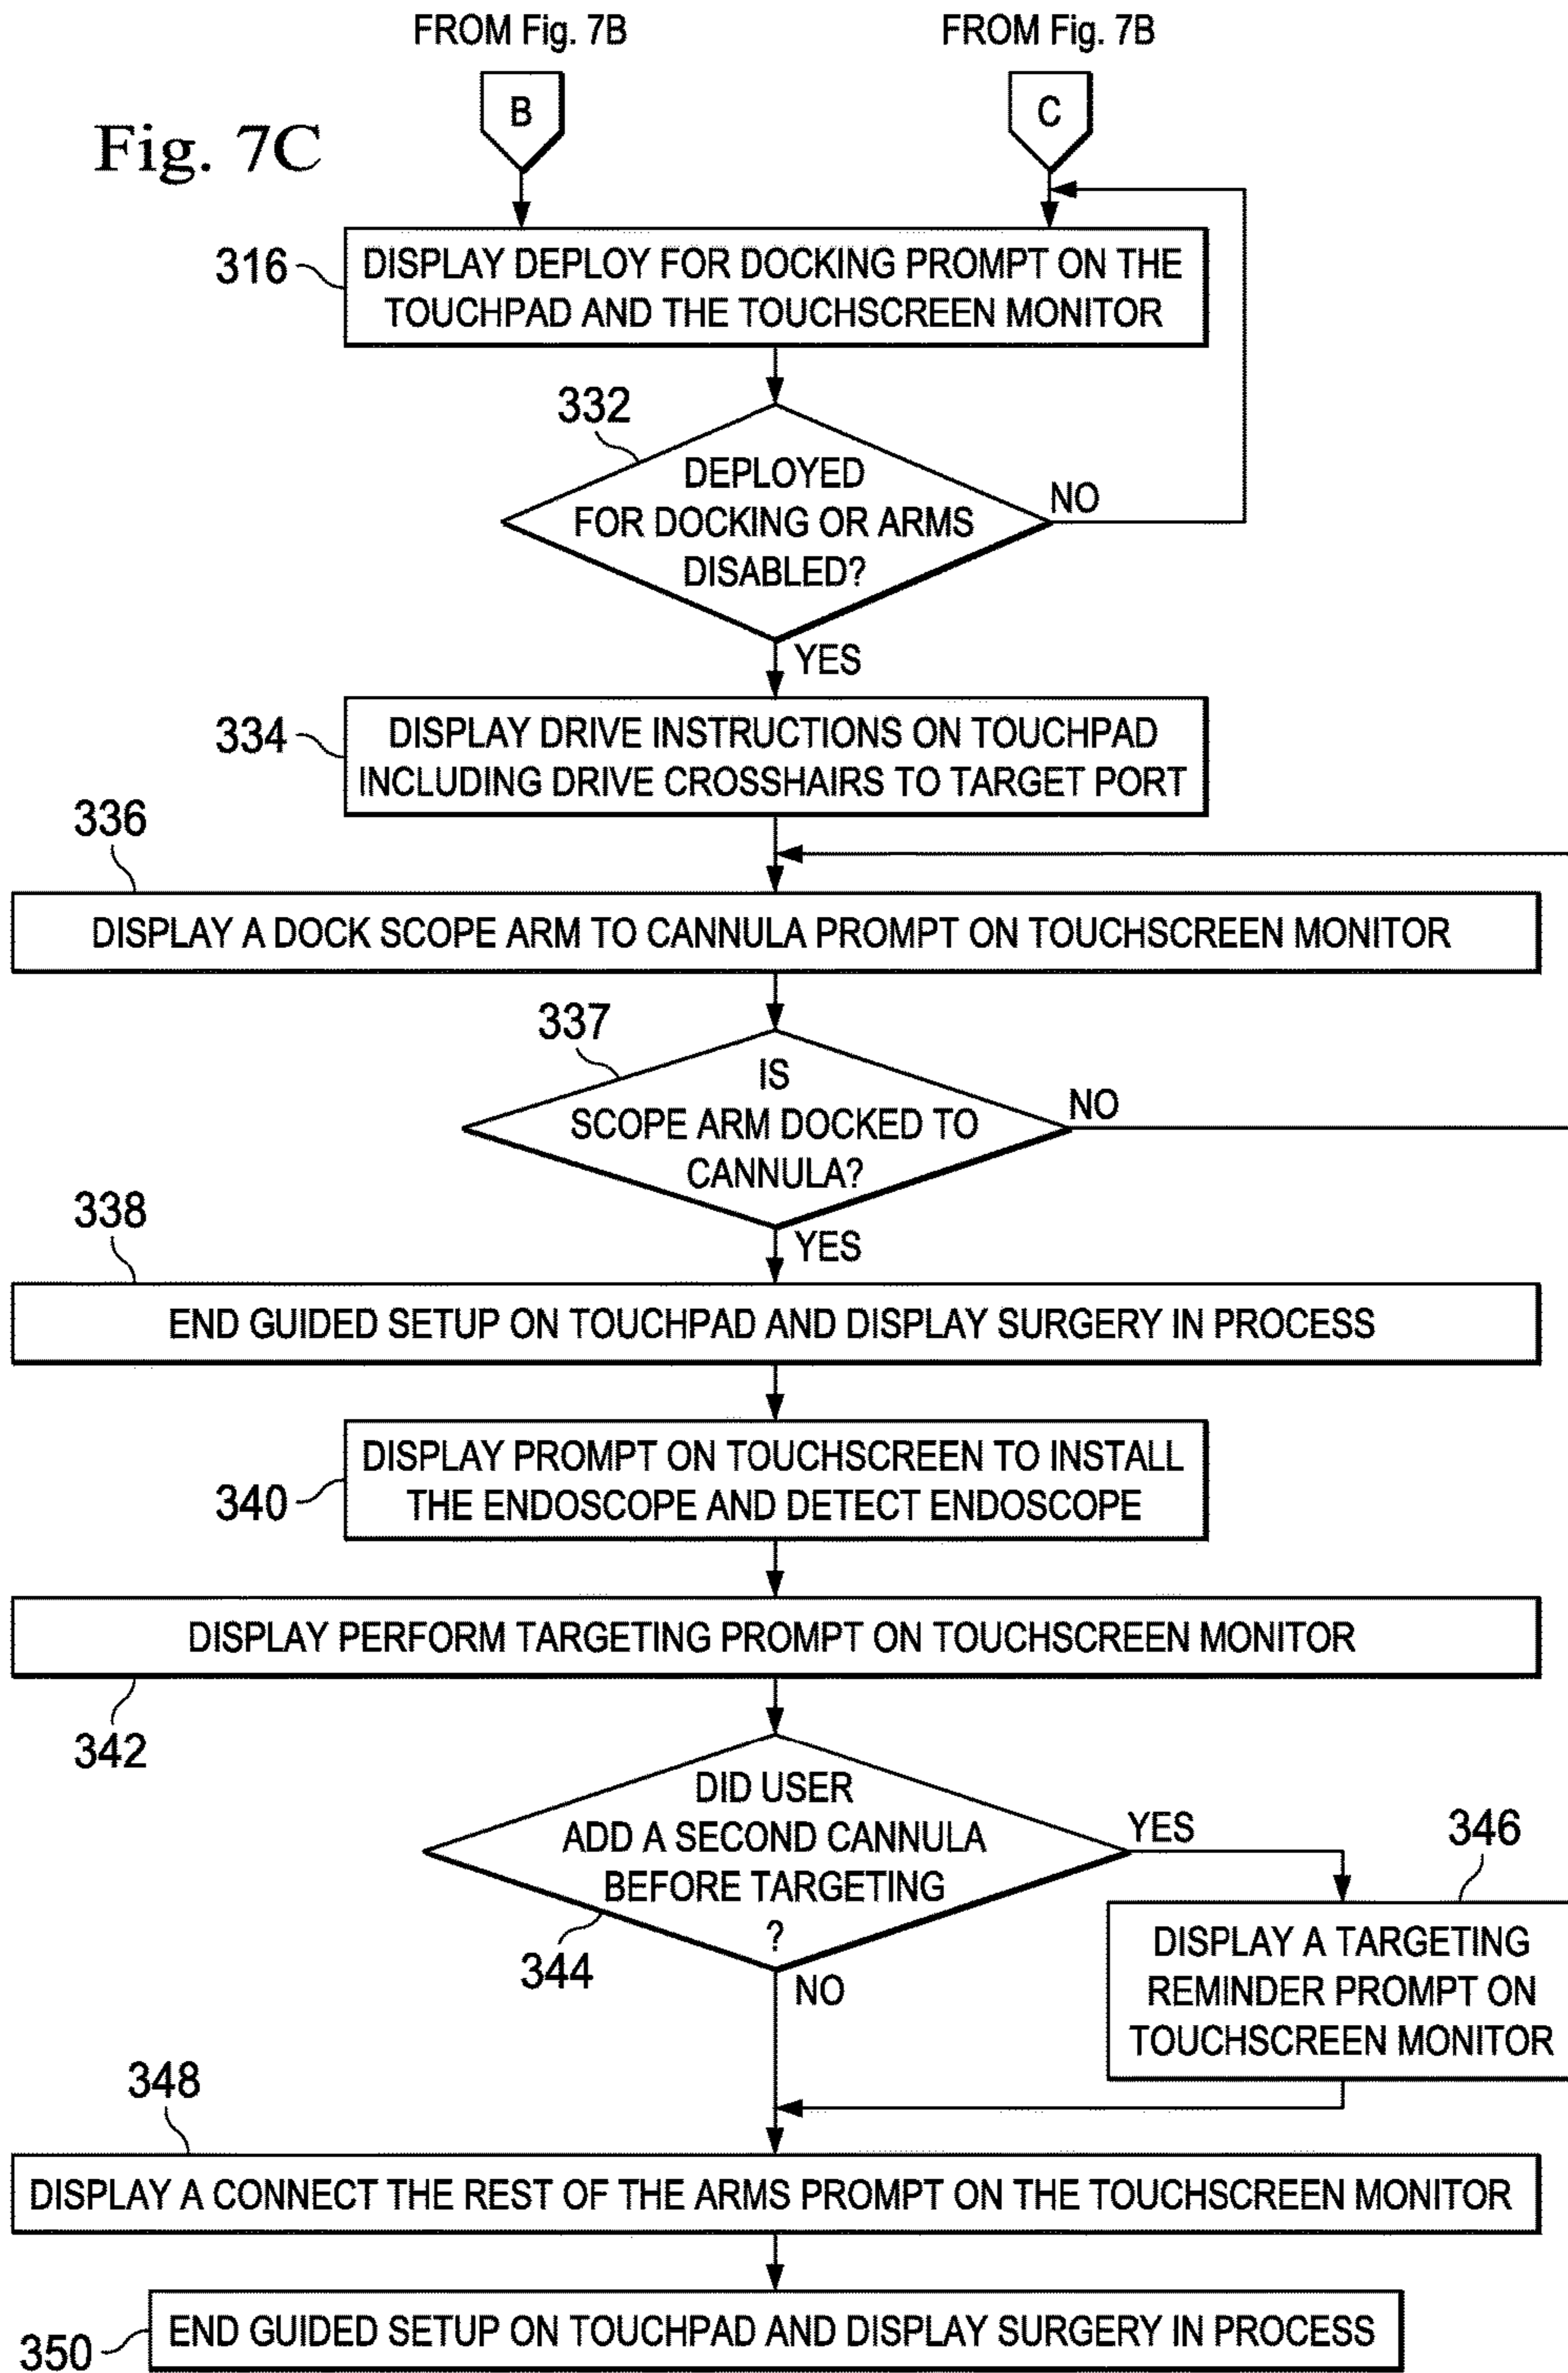 FROM Fig. 7B
FROM Fig. 7B
B
C
Fig. 7C
316
DISPLAY DEPLOY FOR DOCKING PROMPT ON THE
TOUCHPAD AND THE TOUCHSCREEN MONITOR
332
DEPLOYED
FOR DOCKING OR ARMS
DISABLED?
NO
YES
334
DISPLAY DRIVE INSTRUCTIONS ON TOUCHPAD
INCLUDING DRIVE CROSSHAIRS TO TARGET PORT
336
DISPLAY A DOCK SCOPE ARM TO CANNULA PROMPT ON TOUCHSCREEN MONITOR
337
IS
SCOPE ARM DOCKED TO
CANNULA?
NO
YES
338
END GUIDED SETUP ON TOUCHPAD AND DISPLAY SURGERY IN PROCESS
340
DISPLAY PROMPT ON TOUCHSCREEN TO INSTALL
THE ENDOSCOPE AND DETECT ENDOSCOPE
DISPLAY PERFORM TARGETING PROMPT ON TOUCHSCREEN MONITOR
342
DID USER
ADD A SECOND CANNULA
BEFORE TARGETING
?
344
YES
NO
346
DISPLAY A TARGETING
REMINDER PROMPT ON
TOUCHSCREEN MONITOR
348
DISPLAY A CONNECT THE REST OF THE ARMS PROMPT ON THE TOUCHSCREEN MONITOR
350
END GUIDED SETUP ON TOUCHPAD AND DISPLAY SURGERY IN PROCESS